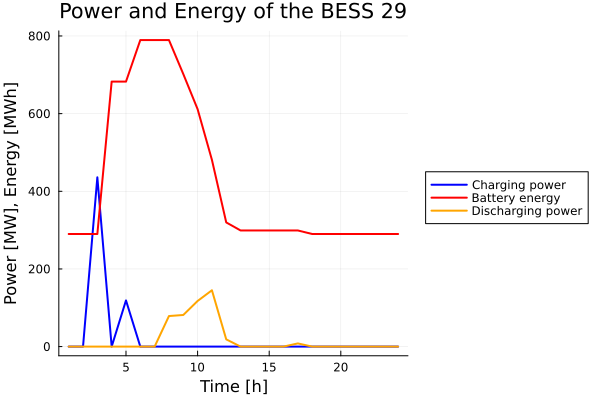 Power and Energy of the BESS 29
Power [MW], Energy [MWh]
800
600
400
200
0
5
10
15
20
Time [h]
Charging power
Battery energy
Discharging power